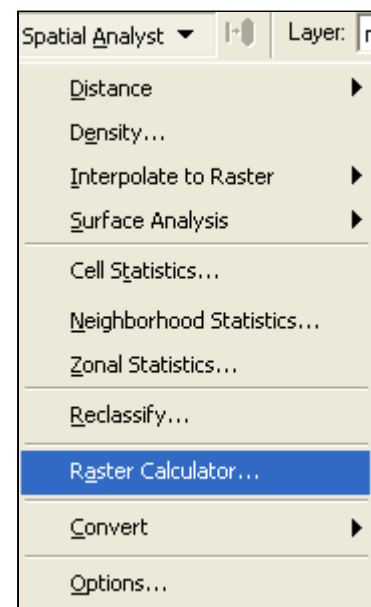 Spatial Analyst Layer:
Distance
Density...
Interpolate to Raster
Surface Analysis
Cell Statistics...
Neighborhood Statistics...
Zonal Statistics...
Reclassify...
Raster Calculator...
Convert
Options...